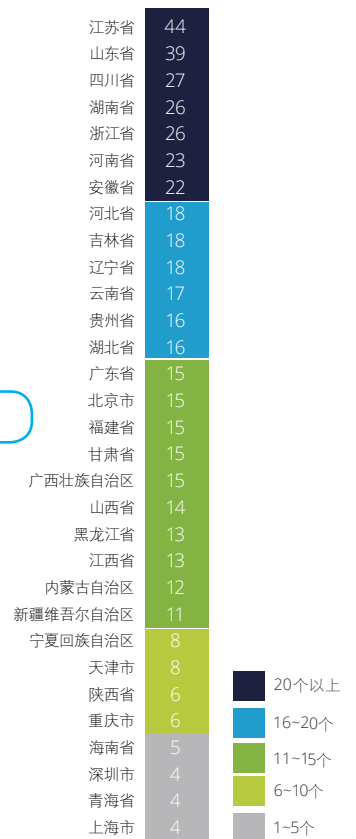 江苏省 44
山东省 39
四川省 27
湖南省 26
浙江省 26
河南省 23
安徽省 22
河北省 18
吉林省 18
辽宁省 18
云南省 17
贵州省 16
湖北省 16
广东省 15
北京市 15
福建省 15
甘肃省 15
广西壮族自治区 15
山西省 14
黑龙江省 13
江西省 13
内蒙古自治区 12
新疆维吾尔自治区 11
宁夏回族自治区 8
天津市 8
陕西省 6
重庆市 6
海南省 5
深圳市 4
青海省 4
上海市 4
20个以上
16~20个
11~15个
6~10个
1~5个